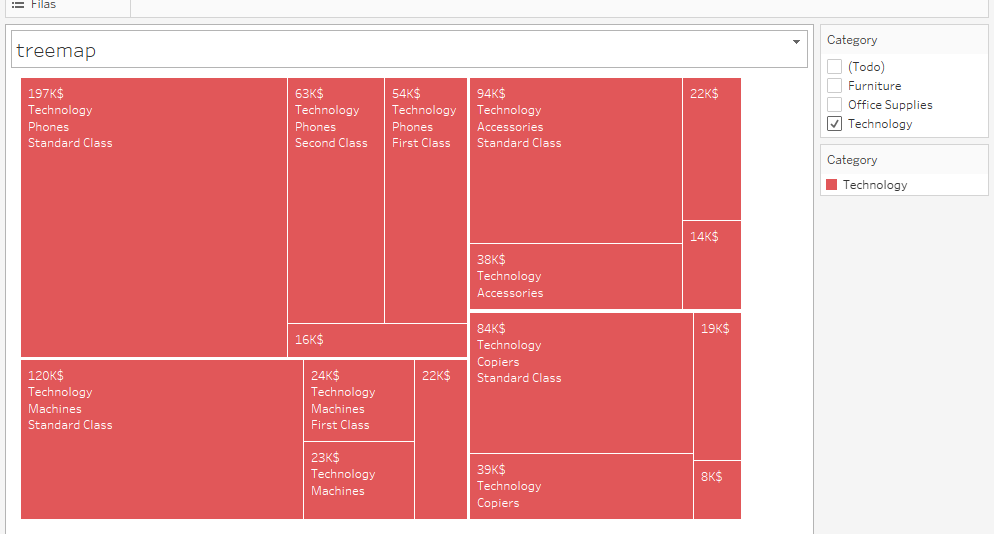 Filas
treemap
197K$
Technology
Phones
Standard Class
63K$
Technology
Phones
Second Class
54K$
Technology
Phones
First Class
16K$
120K$
Technology
Machines
Standard Class
24K$
Technology
Machines
First Class
23K$
Technology
Machines
22K$
94K$
Technology
Accessories
Standard Class
22K$
14K$
38K$
Technology
Accessories
84K$
Technology
Copiers
Standard Class
19K$
39K$
Technology
Copiers
8K$
Category
(Todo)
Furniture
Office Supplies
Technology
Category
Technology